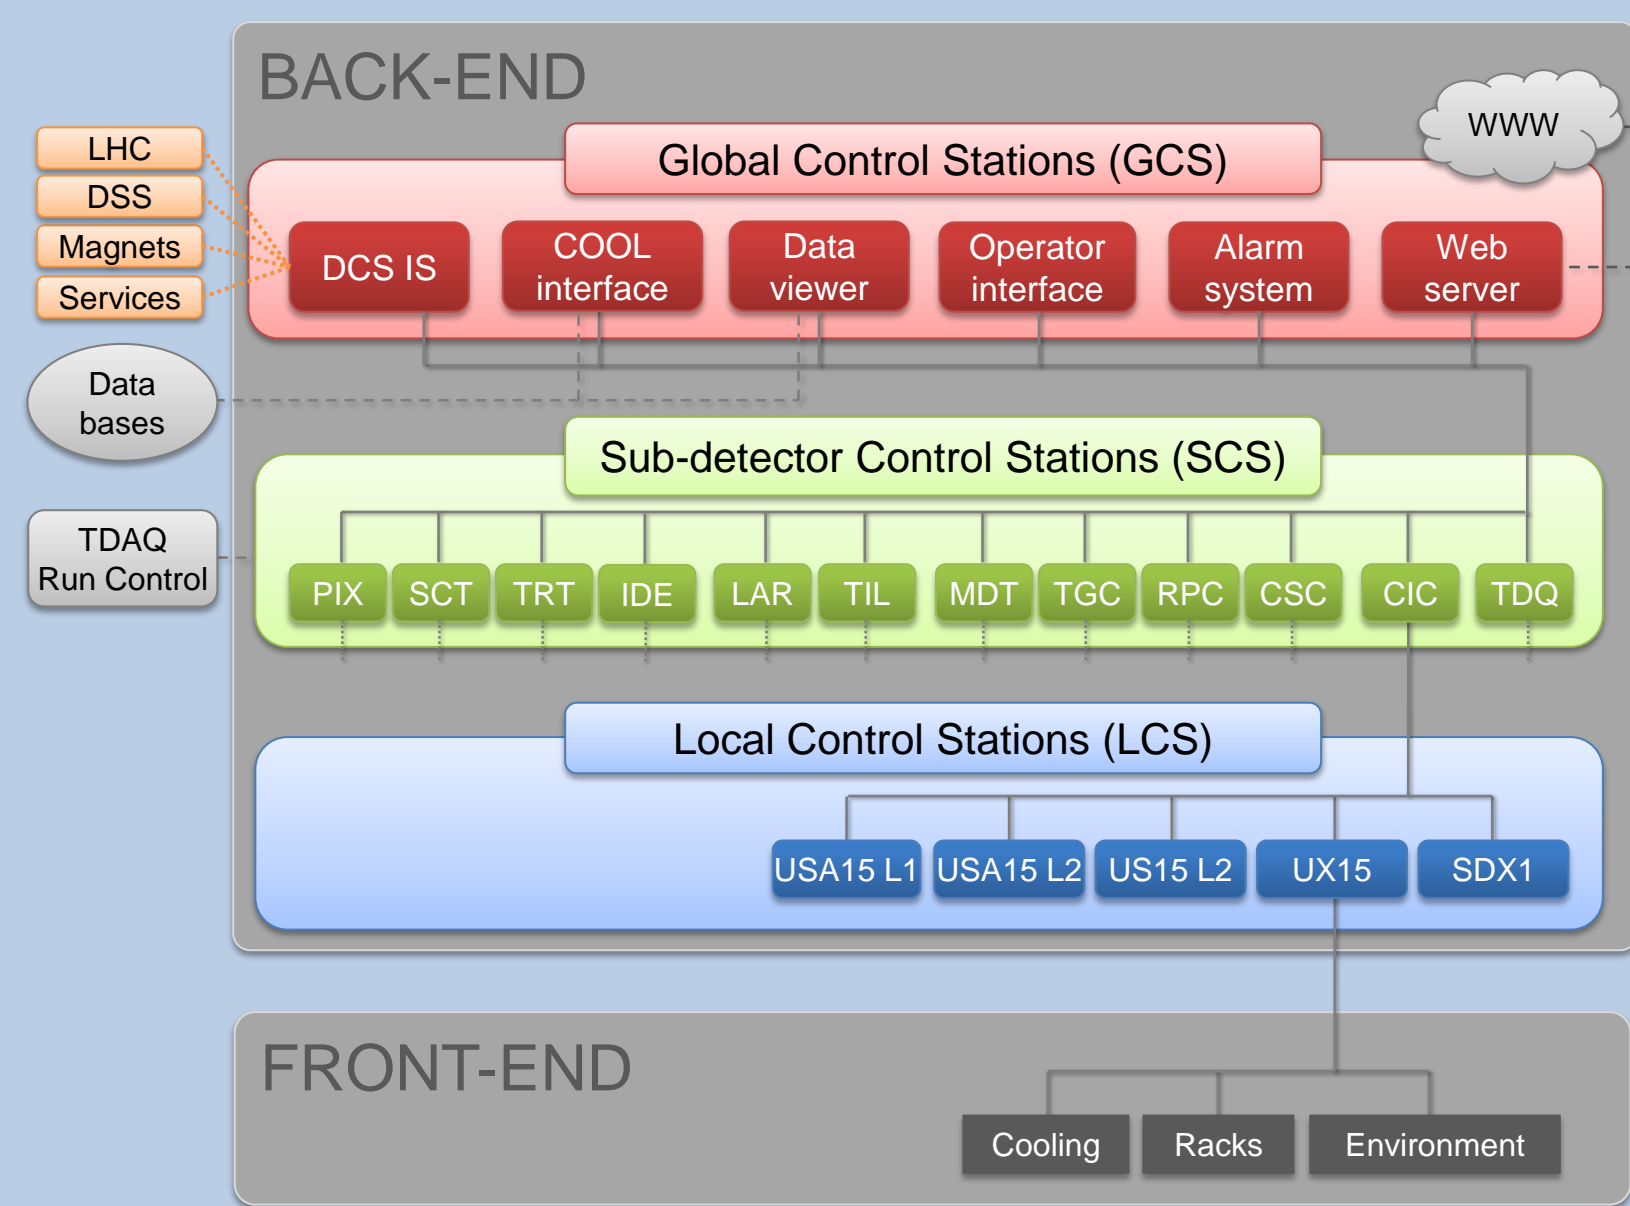 BACK-END
WWW
LHC
DSS
Magnets
Services
Global Control Stations (GCS)
DCS IS
COOL
interface
Data
viewer
Operator
interface
Alarm
system
Web
server
Data
bases
Sub-detector Control Stations (SCS)
TDAQ
Run Control
PIX
SCT
TRT
IDE
LAR
TIL
MDT
TGC
RPC
CSC
CIC
TDQ
Local Control Stations (LCS)
USA15 L1
USA15 L2
US15 L2
UX15
SDX1
FRONT-END
Cooling
Racks
Environment